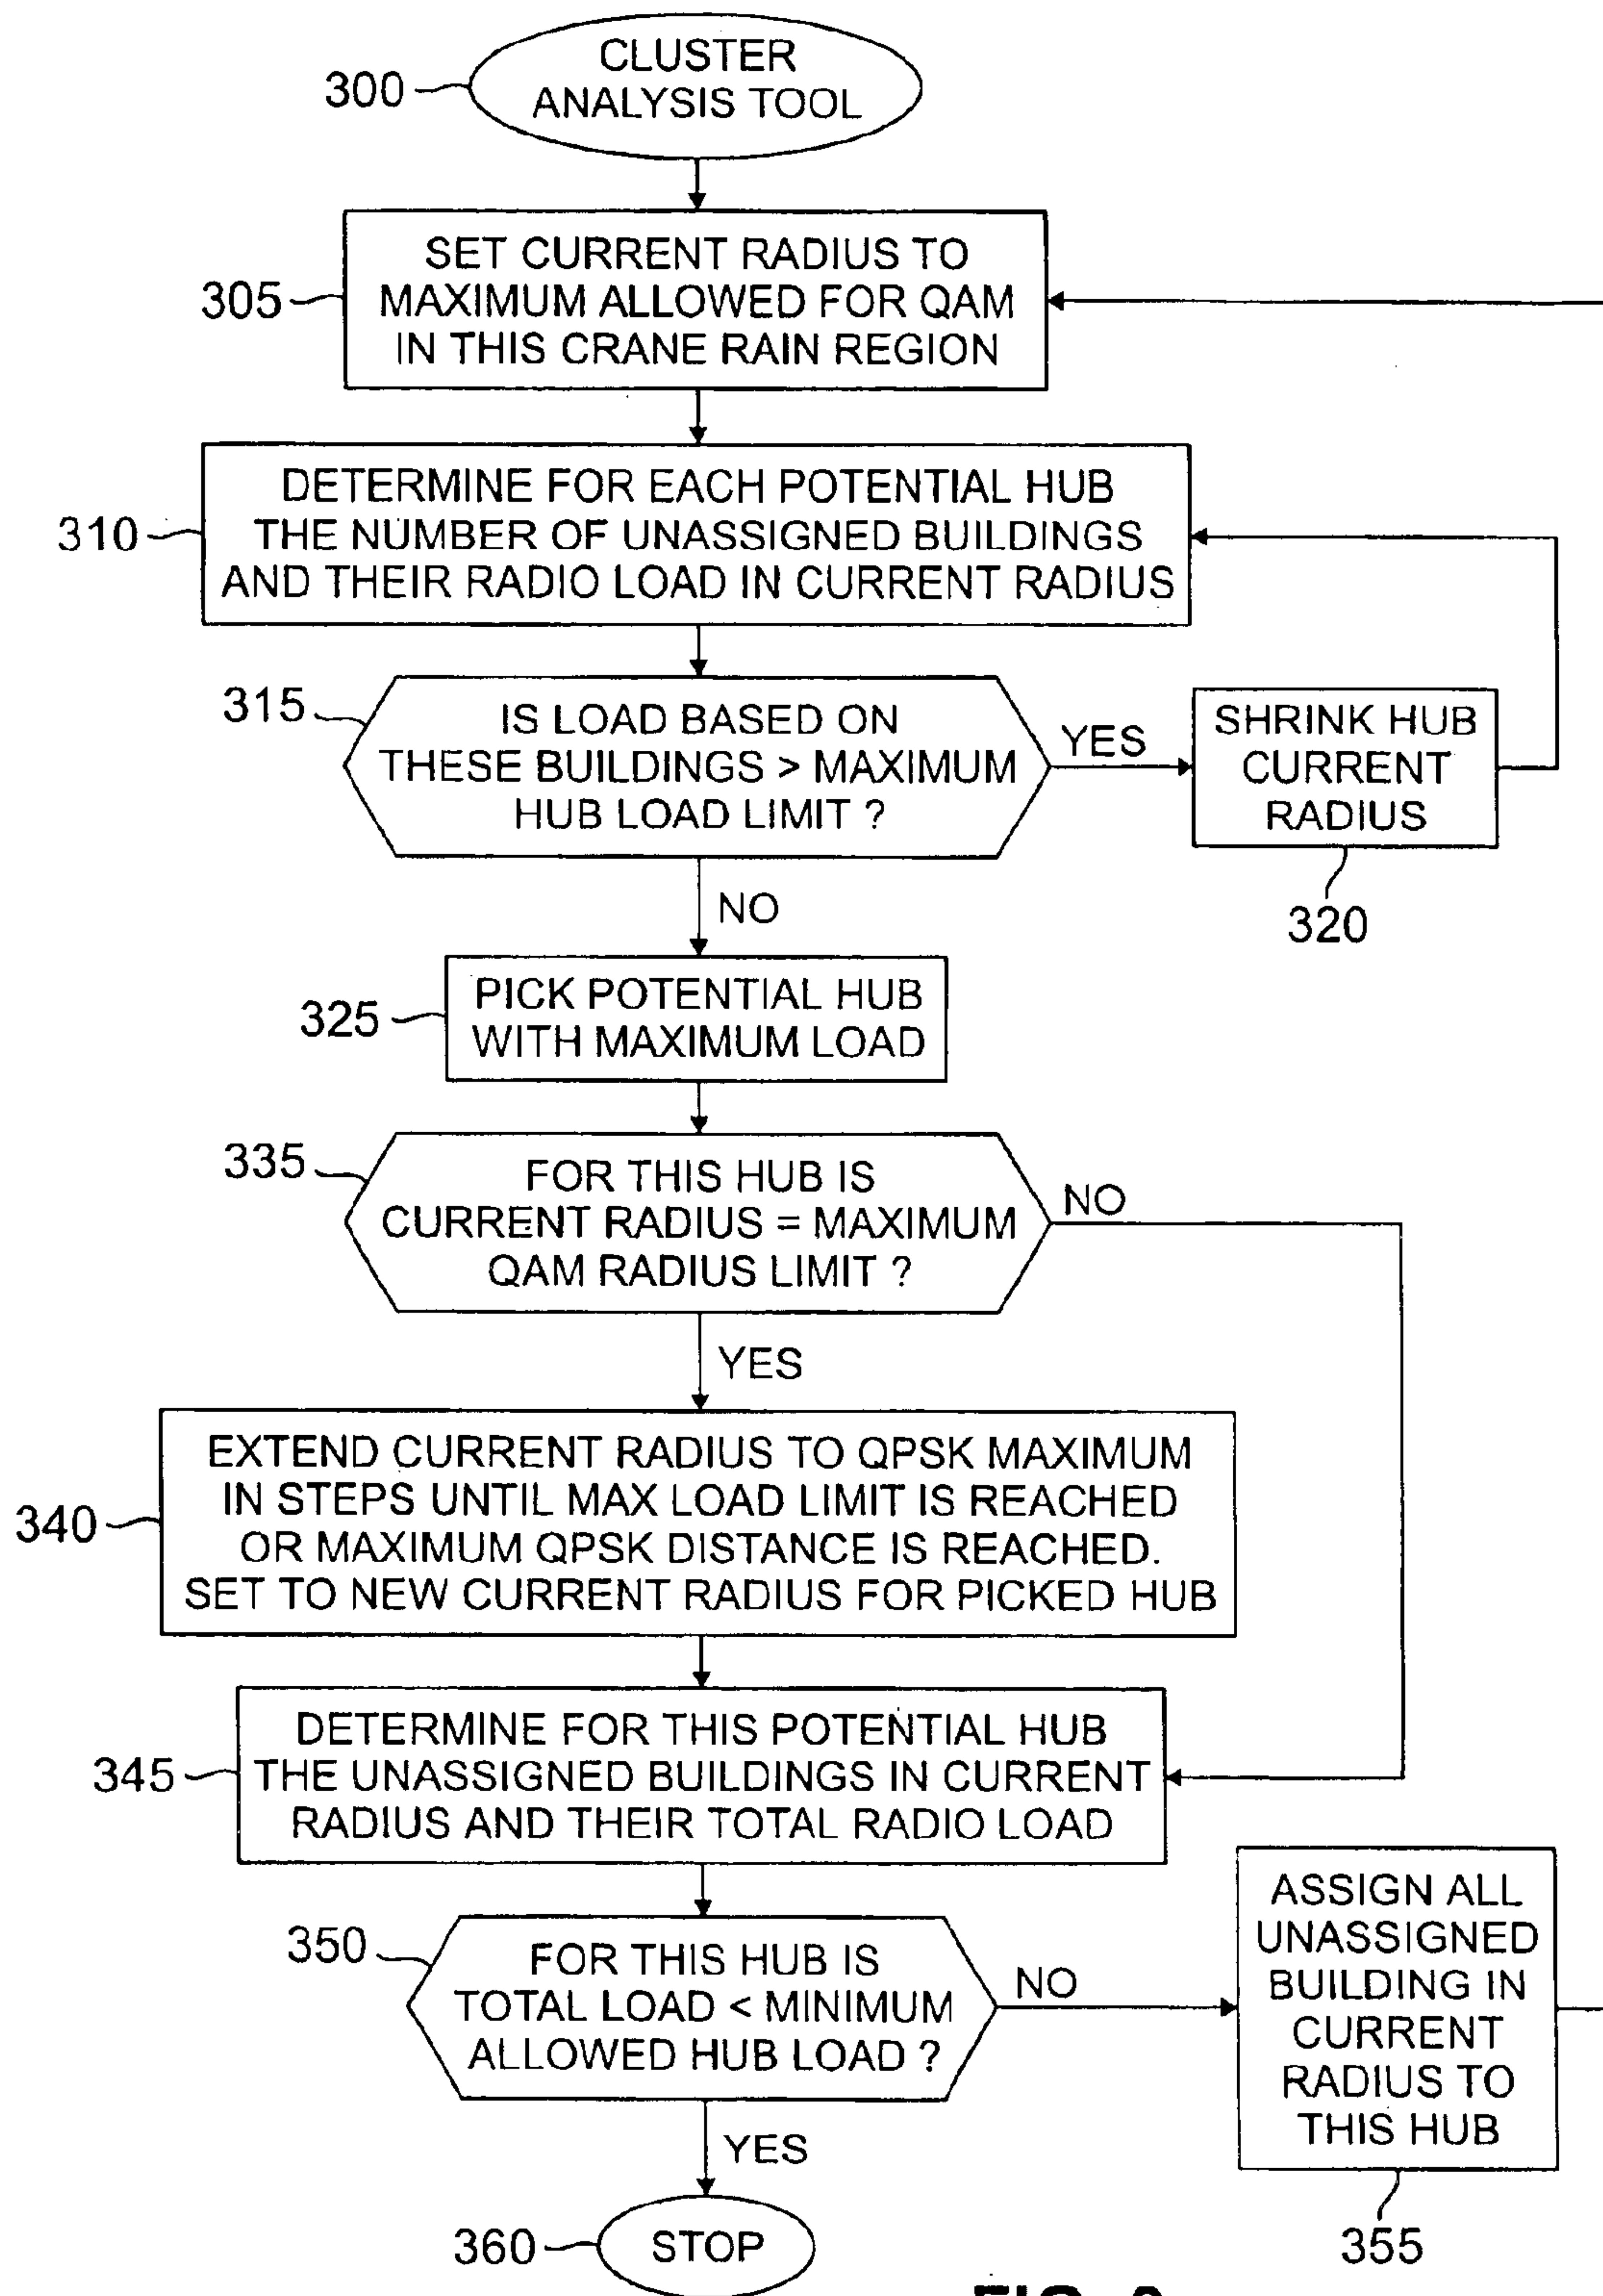 CLUSTER
ANALYSIS TOOL
300
SET CURRENT RADIUS TO
MAXIMUM ALLOWED FOR QAM
IN THIS CRANE RAIN REGION
305
DETERMINE FOR EACH POTENTIAL HUB
THE NUMBER OF UNASSIGNED BUILDINGS
AND THEIR RADIO LOAD IN CURRENT RADIUS
310
315
IS LOAD BASED ON
THESE BUILDINGS > MAXIMUM
HUB LOAD LIMIT ?
YES
SHRINK HUB
CURRENT
RADIUS
320
NO
PICK POTENTIAL HUB
WITH MAXIMUM LOAD
325
335
FOR THIS HUB IS
CURRENT RADIUS = MAXIMUM
QAM RADIUS LIMIT ?
NO
YES
EXTEND CURRENT RADIUS TO QPSK MAXIMUM
IN STEPS UNTIL MAX LOAD LIMIT IS REACHED
OR MAXIMUM QPSK DISTANCE IS REACHED.
SET TO NEW CURRENT RADIUS FOR PICKED HUB
340
DETERMINE FOR THIS POTENTIAL HUB
THE UNASSIGNED BUILDINGS IN CURRENT
RADIUS AND THEIR TOTAL RADIO LOAD
345
350
FOR THIS HUB IS
TOTAL LOAD < MINIMUM
ALLOWED HUB LOAD ?
NO
ASSIGN ALL
UNASSIGNED
BUILDING IN
CURRENT
RADIUS TO
THIS HUB
355
YES
360
STOP